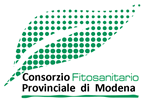 Consorzio Fitosanitario
Provinciale di Modena